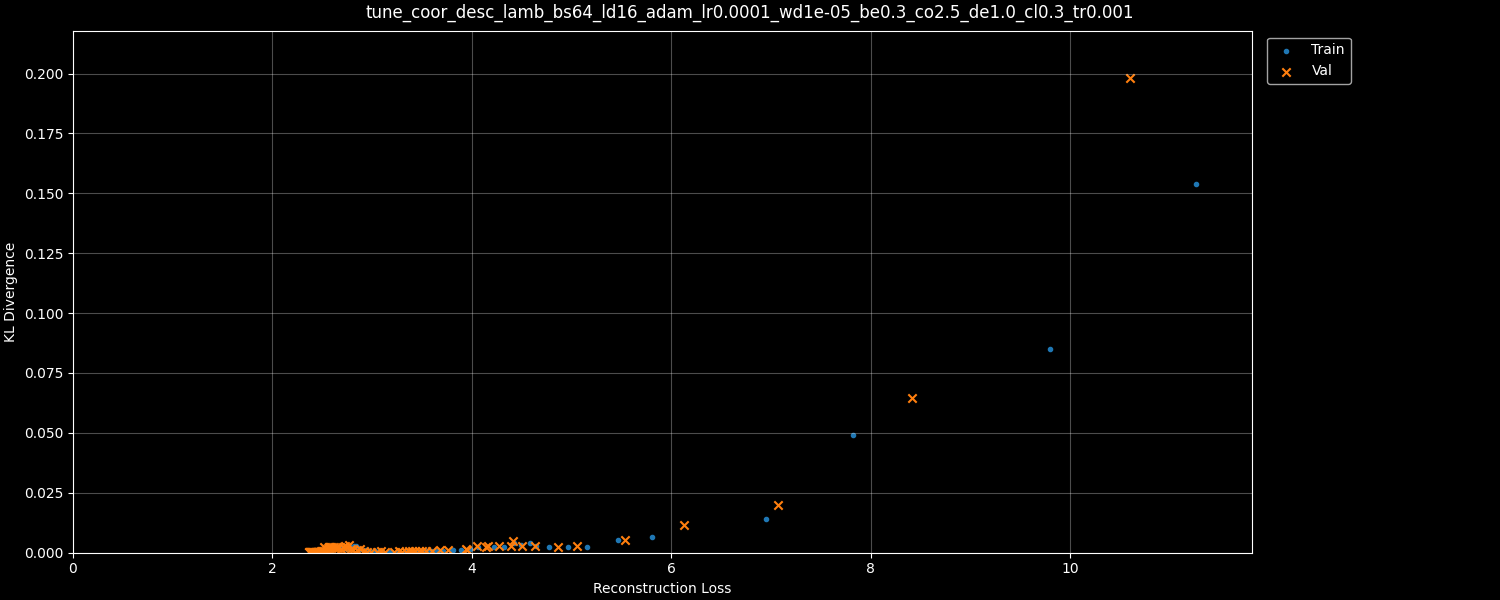 tune_coor_desc_lamb_bs64_ld16_adam_lr0.0001_wd1e-05_be0.3_co2.5_de1.0_cl0.3_tr0.001
Train
Val
0.200
0.175
0.150
0.125
0.100
0.075
0.050
0.025
0.000
KL Divergence
0 2 4 6 8 10
Reconstruction Loss